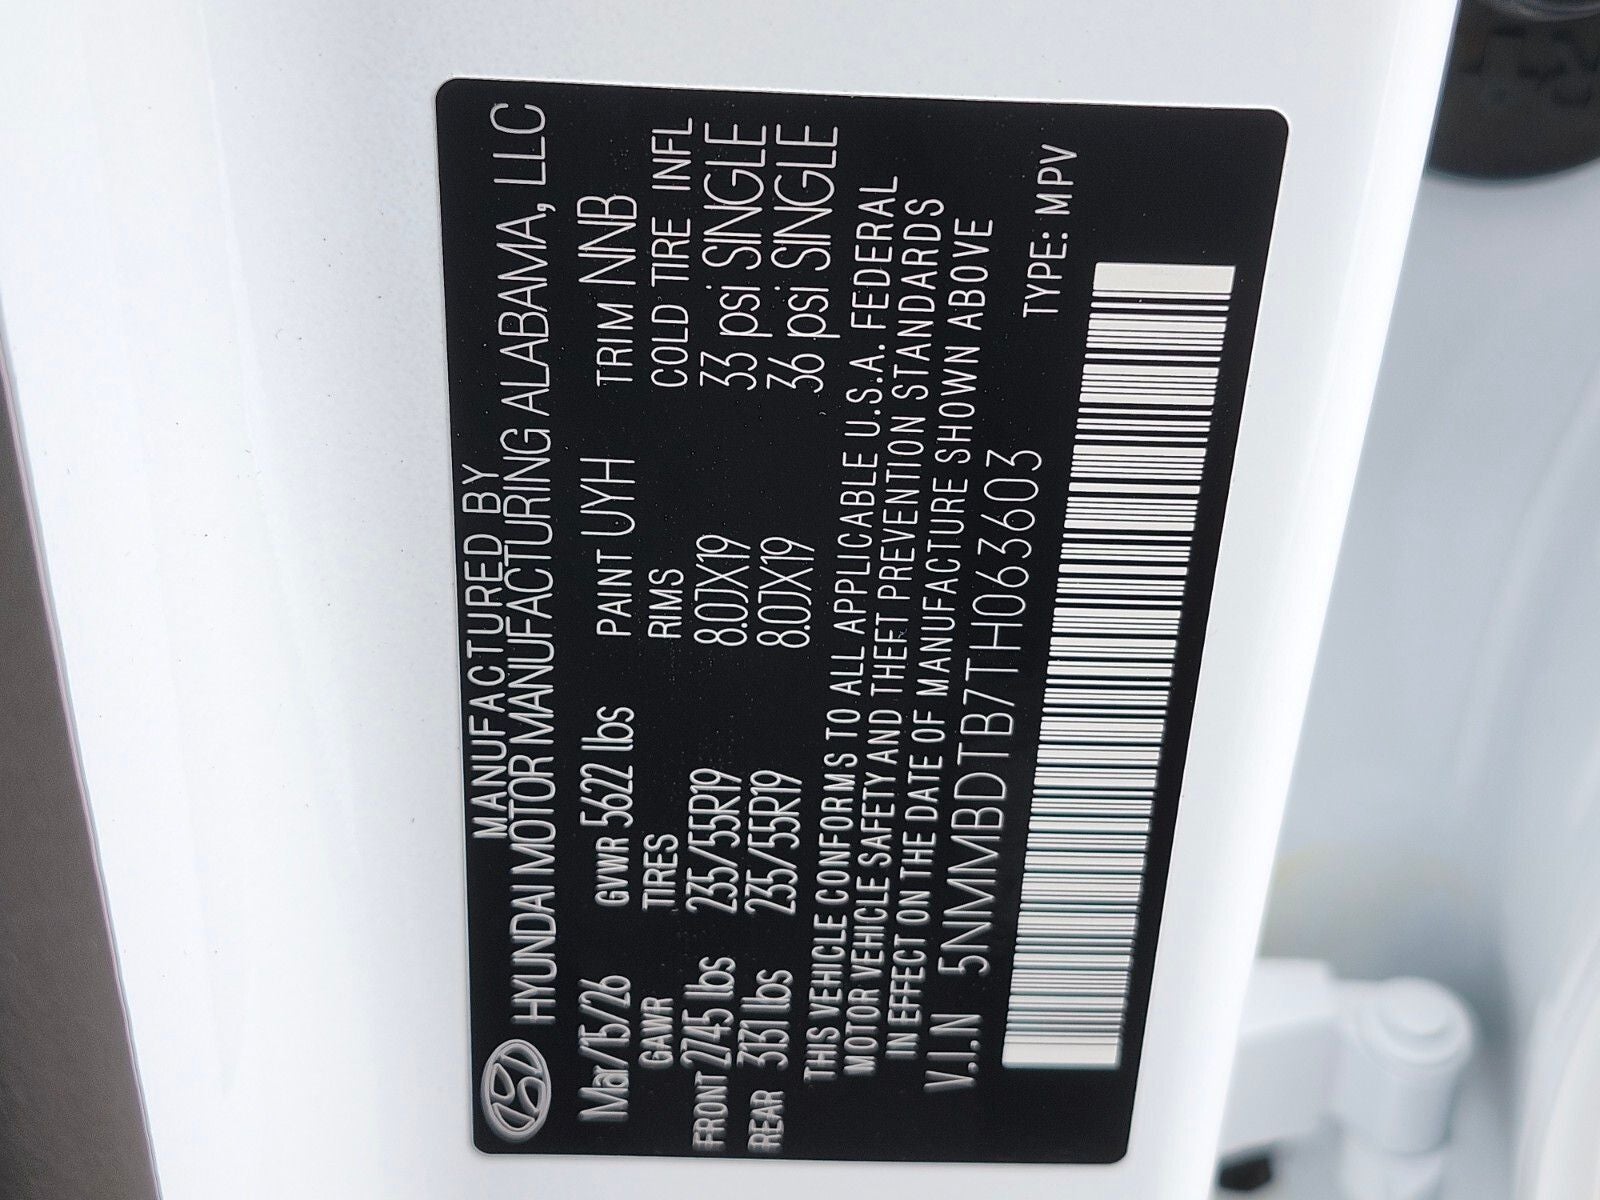 MANUFACTURED BY
HYUNDAI MOTOR MANUFACTURING ALABAMA, LLC
Mar/15/26 GVWR 5622 lbs PAINT UYH TRIM NNB
GAWR TIRES RIMS COLD TIRE INFL
FRONT 2745 lbs 235/55R19 8.0JX19 33 psi SINGLE
REAR 3131 lbs 235/55R19 8.0JX19 36 psi SINGLE
THIS VEHICLE CONFORMS TO ALL APPLICABLE U.S.A. FEDERAL
MOTOR VEHICLE SAFETY AND THEFT PREVENTION STANDARDS
IN EFFECT ON THE DATE OF MANUFACTURE SHOWN ABOVE
V.I.N 5NMMBDTB7TH063603 TYPE: MPV